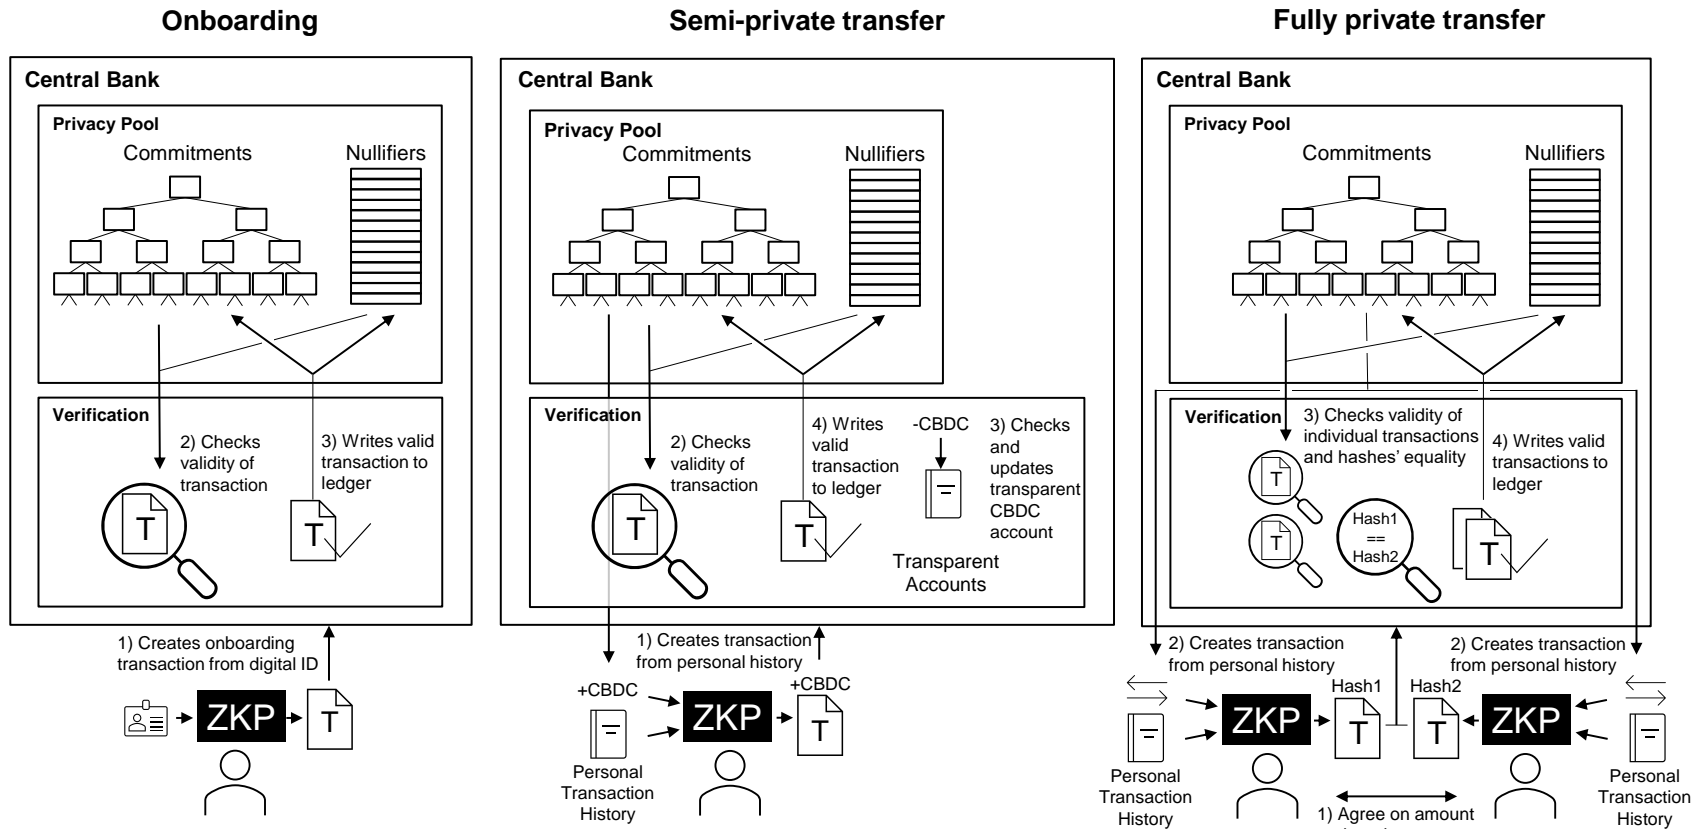 Onboarding
Central Bank
Privacy Pool
Commitments
Nullifiers
Verification
2) Checks
validity of
transaction
3) Writes valid
transaction to
ledger
T
T
1) Creates onboarding
transaction from digital ID
ZKP
T
Semi-private transfer
Central Bank
Privacy Pool
Commitments
Nullifiers
Verification
2) Checks
validity of
transaction
4) Writes
valid
transaction
to ledger
-CBDC
3) Checks
and
updates
transparent
CBDC
account
T
T
Transparent
Accounts
1) Creates transaction
from personal history
+CBDC
+CBDC
ZKP
T
Personal
Transaction
History
Fully private transfer
Central Bank
Privacy Pool
Commitments
Nullifiers
Verification
3) Checks validity of
individual transactions
and hashes' equality
4) Writes valid
transactions to
ledger
T
T
Hash1
==
Hash2
T
2) Creates transaction
from personal history
2) Creates transaction
from personal history
Hash1
Hash2
ZKP
T
T
ZKP
Personal
Transaction
History
Personal
Transaction
History
1) Agree on amount